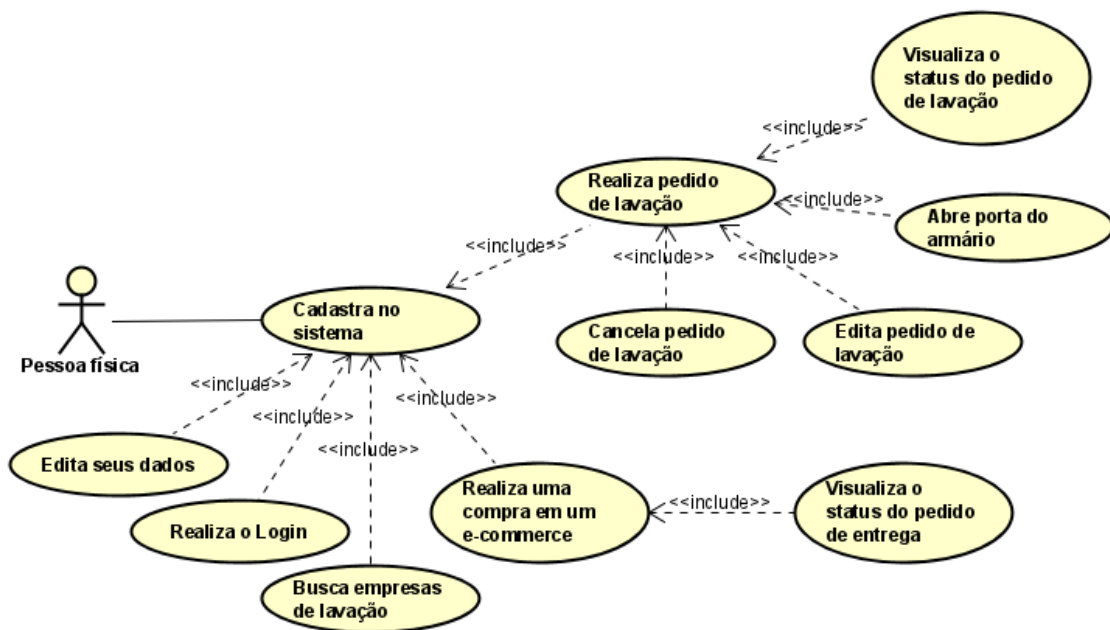 Visualiza o
status do pedido
de lavação
<<include>>
Realiza pedido
de lavação
<<include>>
Abre porta do
armário
<<include>>
<<include>>
<<include>>
Cadastra no
sistema
Cancela pedido
de lavação
Edita pedido de
lavação
Pessoa física
<<include>>
<<include>>
<<include>>
<<include>>
Edita seus dados
Realiza o Login
Realiza uma
compra em um
e-commerce
<<include>>
Visualiza o
status do pedido
de entrega
Busca empresas
de lavação